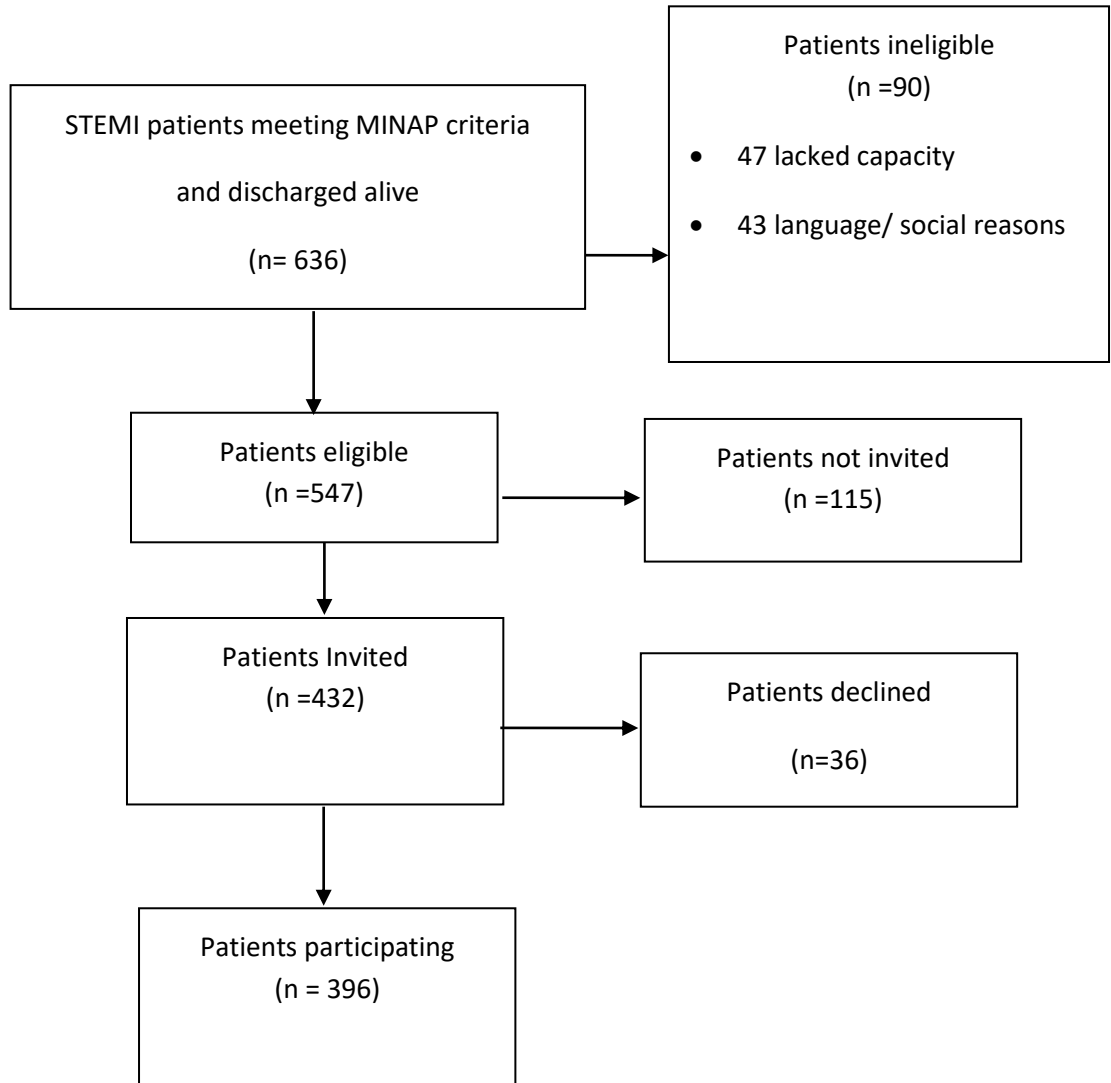 STEMI patients meeting MINAP criteria
and discharged alive
(n= 636)
Patients ineligible
(n =90)
• 47 lacked capacity
• 43 language/ social reasons
Patients eligible
(n =547)
Patients not invited
(n =115)
Patients Invited
(n =432)
Patients declined
(n=36)
Patients participating
(n = 396)